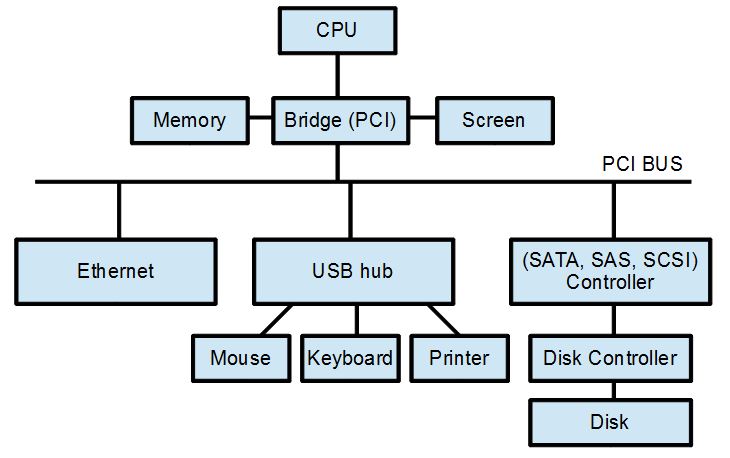 CPU
Memory
Bridge (PCI)
Screen
PCI BUS
Ethernet
USB hub
(SATA, SAS, SCSI)
Controller
Mouse
Keyboard
Printer
Disk Controller
Disk